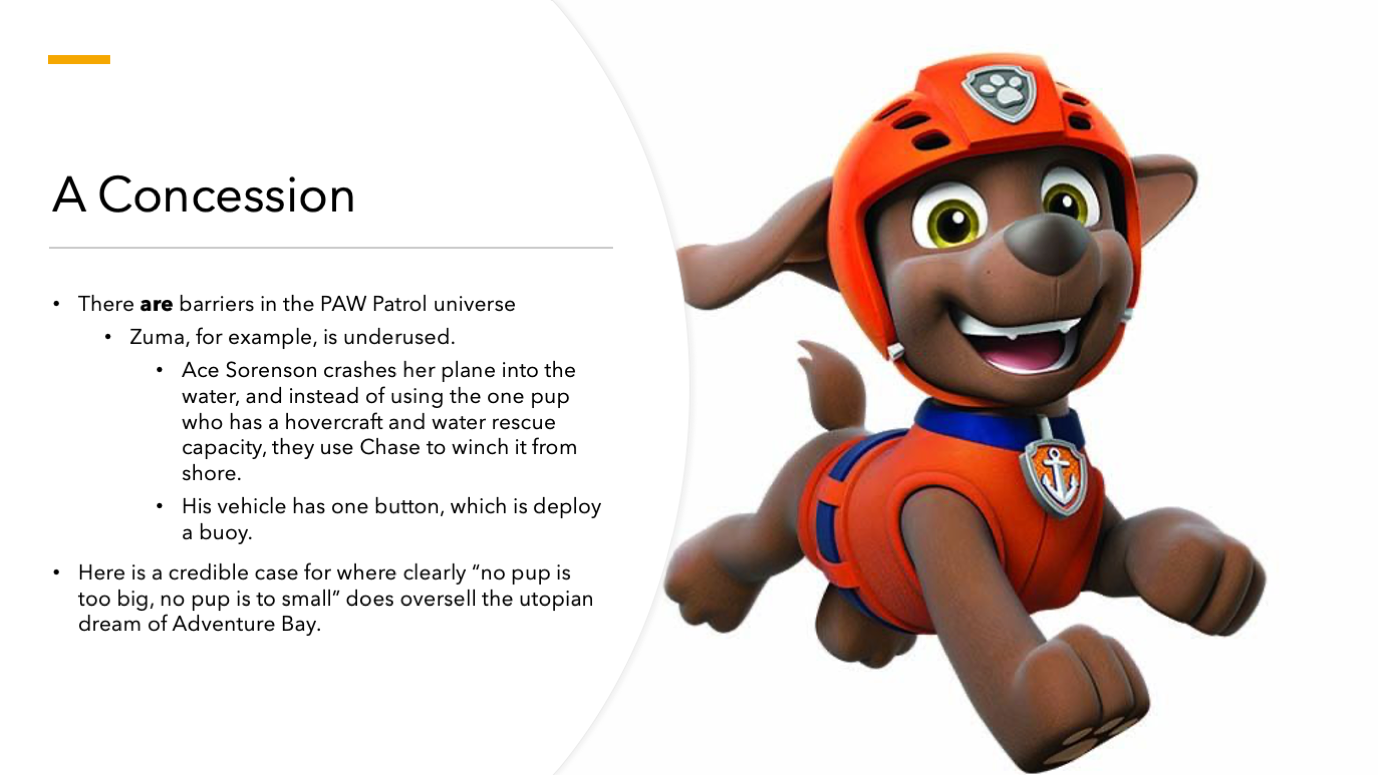 A Concession
• There are barriers in the PAW Patrol universe
• Zuma, for example, is underused.
• Ace Sorenson crashes her plane into the
water, and instead of using the one pup
who has a hovercraft and water rescue
capacity, they use Chase to winch it from
shore.
• His vehicle has one button, which is deploy
a buoy.
• Here is a credible case for where clearly “no pup is
too big, no pup is to small” does oversell the utopian
dream of Adventure Bay.